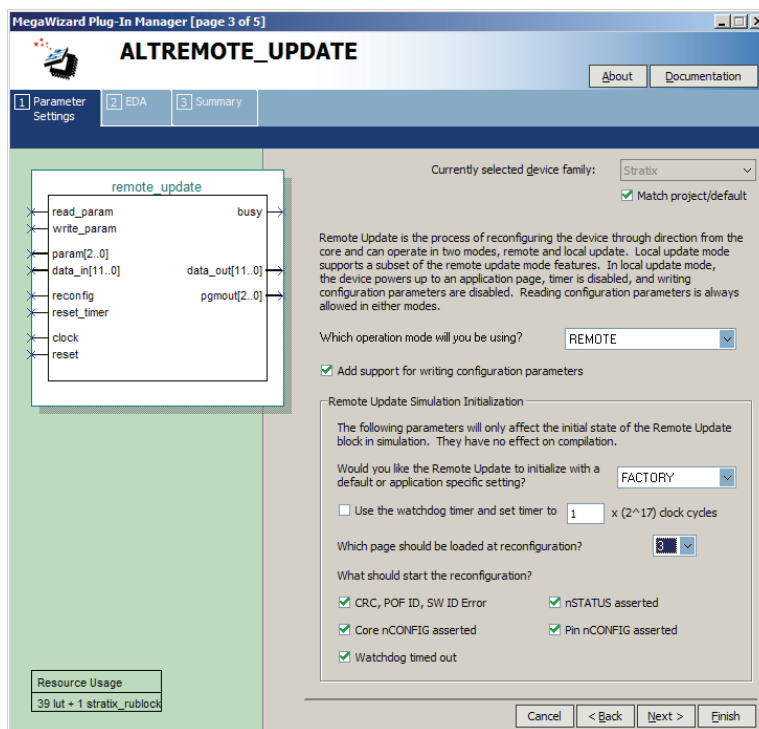 MegaWizard Plug-In Manager [page 3 of 5]
ALTREMOTE_UPDATE
About
Documentation
1 Parameter Settings
2 EDA
3 Summary
Currently selected device family:
Stratix
Match project/default
remote_update
read_param
busy
write_param
param[2..0]
data_in[11..0]
data_out[11..0]
reconfig
pgmout[2..0]
reset_timer
clock
reset
Remote Update is the process of reconfiguring the device through direction from the
core and can operate in two modes, remote and local update. Local update mode
supports a subset of the remote update mode features. In local update mode,
the device powers up to an application page, timer is disabled, and writing
configuration parameters are disabled. Reading configuration parameters is always
allowed in either modes.
Which operation mode will you be using?
REMOTE
Add support for writing configuration parameters
Remote Update Simulation Initialization
The following parameters will only affect the initial state of the Remote Update
block in simulation. They have no effect on compilation.
Would you like the Remote Update to initialize with a
default or application specific setting?
FACTORY
Use the watchdog timer and set timer to 1 x (2^17) clock cycles
Which page should be loaded at reconfiguration?
3
What should start the reconfiguration?
CRC, POF ID, SW ID Error
nSTATUS asserted
Core nCONFIG asserted
Pin nCONFIG asserted
Watchdog timed out
Resource Usage
39 lut + 1 stratix_rublock
Cancel
< Back
Next >
Finish